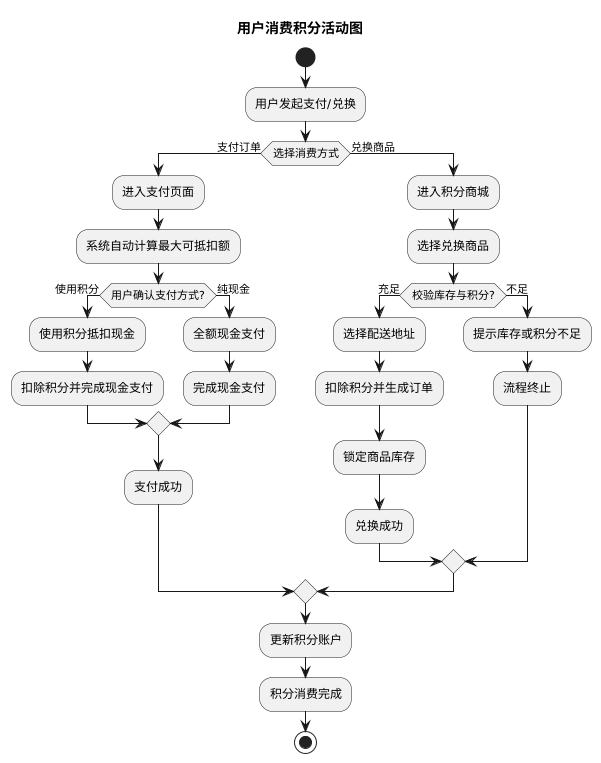 用户消费积分活动图
用户发起支付/兑换
支付订单
选择消费方式
兑换商品
进入支付页面
进入积分商城
系统自动计算最大可抵扣额
选择兑换商品
使用积分
用户确认支付方式?
纯现金
充足
校验库存与积分?
不足
使用积分抵扣现金
全额现金支付
选择配送地址
提示库存或积分不足
扣除积分并完成现金支付
完成现金支付
扣除积分并生成订单
流程终止
锁定商品库存
支付成功
兑换成功
更新积分账户
积分消费完成